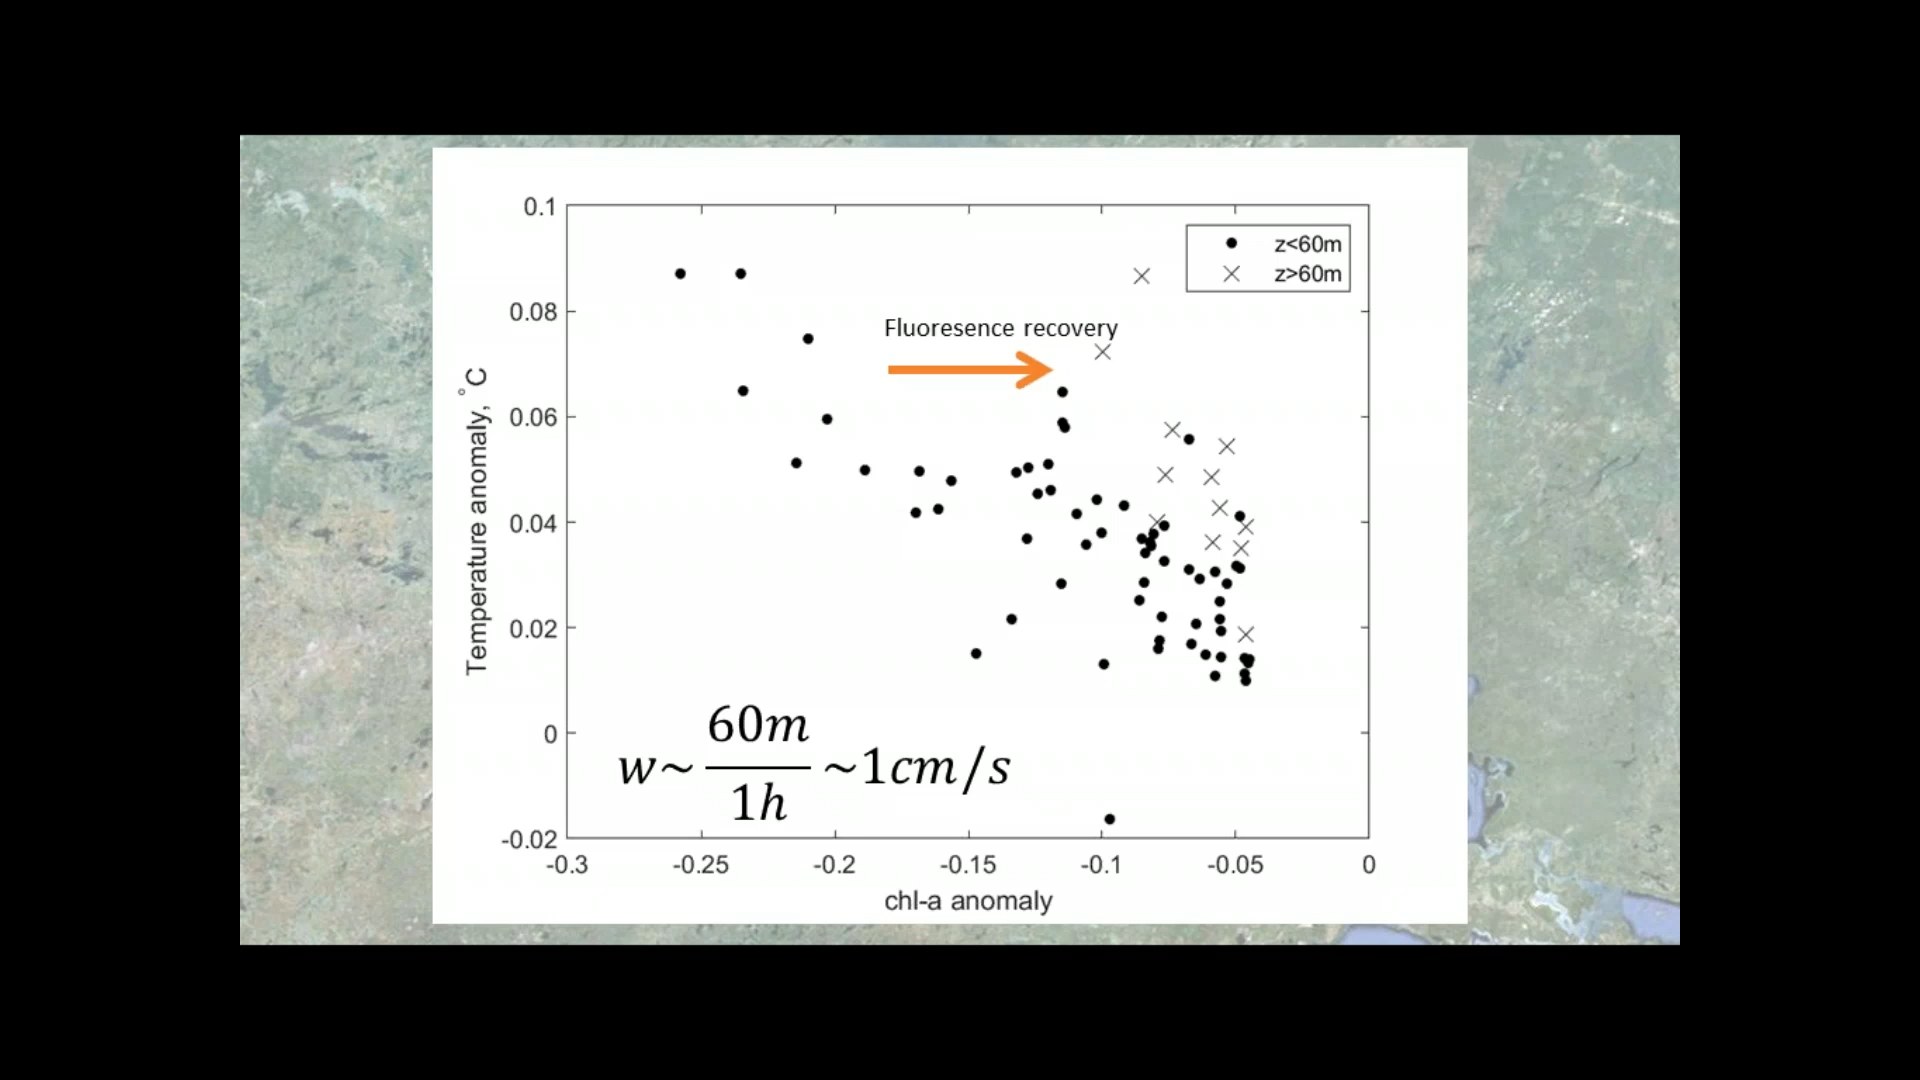 0.1
z<60m
z>60m
0.08
Fluoresence recovery
0.06
Temperature anomaly, °C
0.04
0.02
0
w~ 60m/1h ~1cm/s
-0.02
-0.3 -0.25 -0.2 -0.15 -0.1 -0.05 0
chl-a anomaly